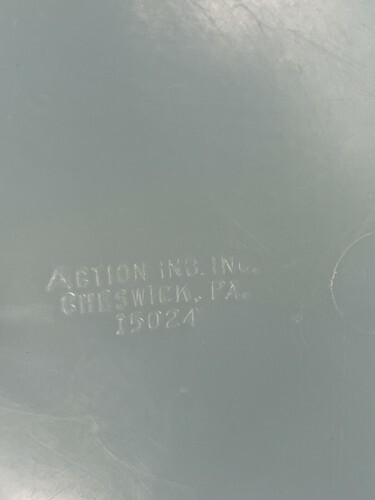 ACTION IND. INC.
CHESWICK, PA.
15024